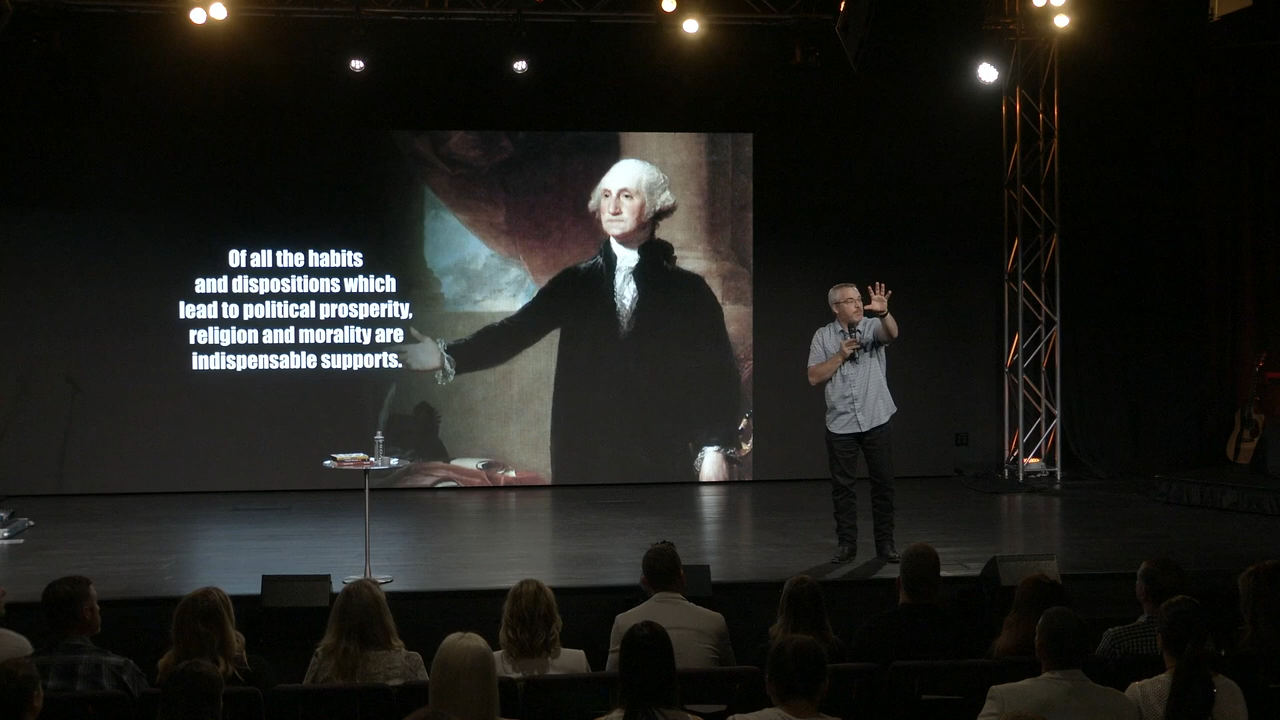 Of all the habits
and dispositions which
lead to political prosperity,
religion and morality are
indispensable supports.